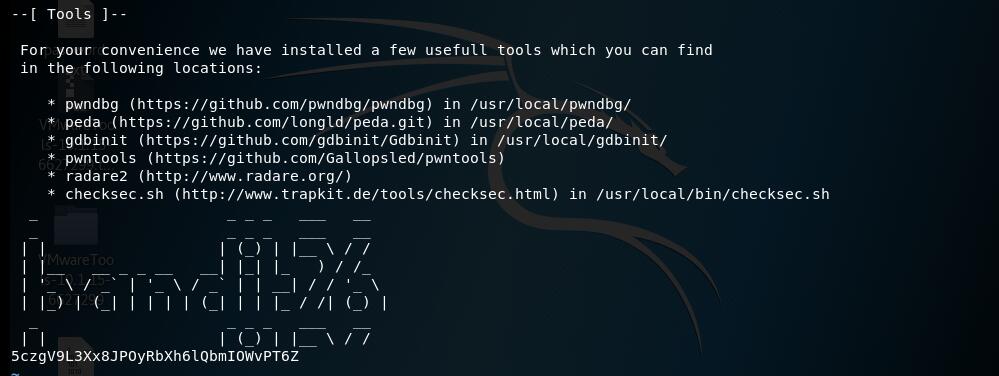 --[ Tools ]--
For your convenience we have installed a few usefull tools which you can find
in the following locations:
* pwndbg (https://github.com/pwndbg/pwndbg) in /usr/local/pwndbg/
* peda (https://github.com/longld/peda.git) in /usr/local/peda/
* gdbinit (https://github.com/gdbinit/Gdbinit) in /usr/local/gdbinit/
* pwntools (https://github.com/Gallopsled/pwntools)
* radare2 (http://www.radare.org/)
* checksec.sh (http://www.trapkit.de/tools/checksec.html) in /usr/local/bin/checksec.sh
bandit26
5czgV9L3Xx8JPOyRbXh6lQbmIOWvPT6Z
~